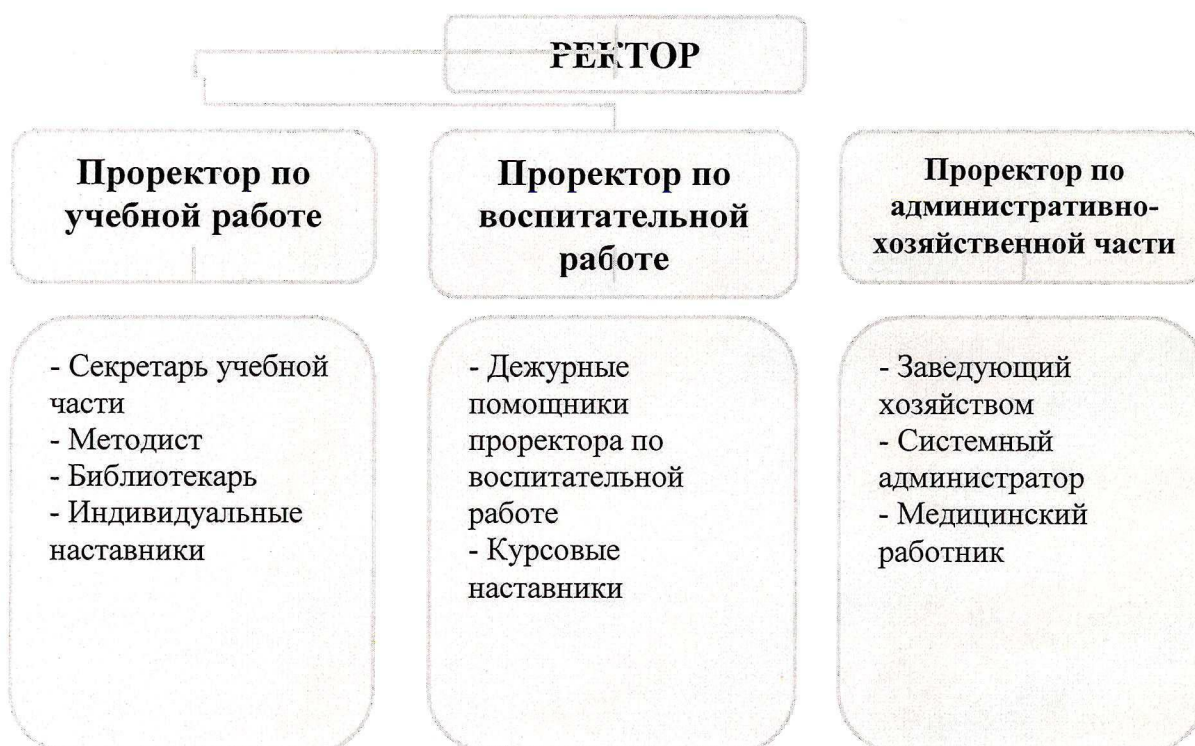 РЕКТОР
Проректор по
учебной работе
Проректор по
воспитательной
работе
Проректор по
административно-
хозяйственной части
- Секретарь учебной
части
- Методист
- Библиотекарь
- Индивидуальные
наставники
- Дежурные
помощники
проректора по
воспитательной
работе
- Курсовые
наставники
- Заведующий
хозяйством
- Системный
администратор
- Медицинский
работник